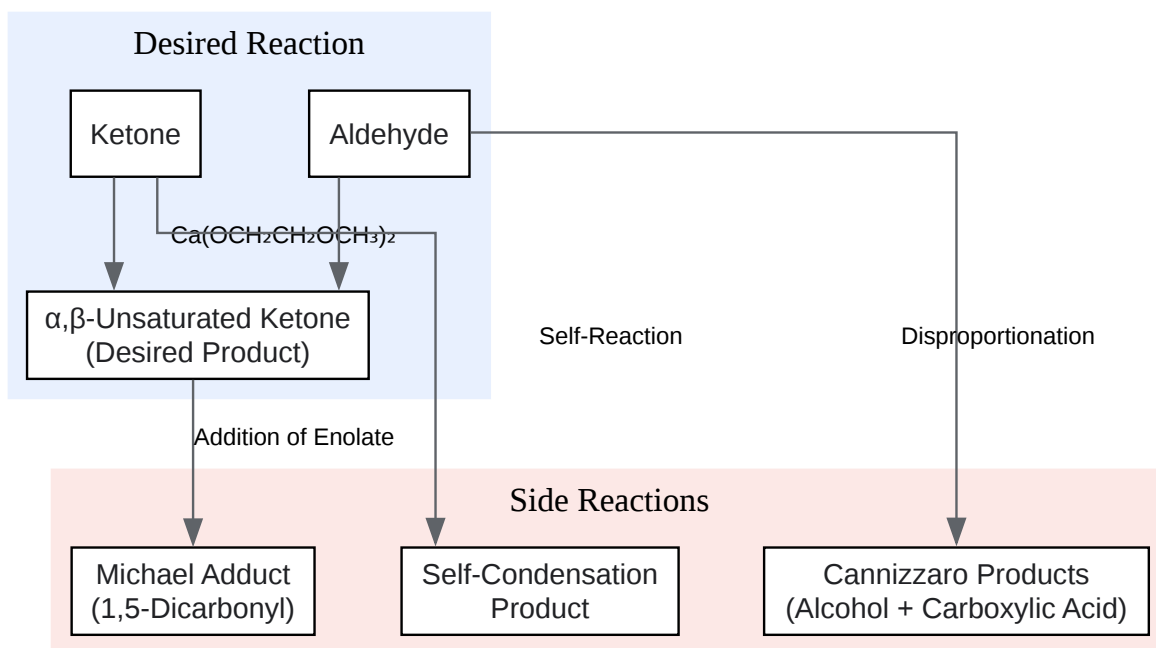 Desired Reaction
Ketone
Aldehyde
Ca(OCH₂CH₂OCH₃)₂
α,β-Unsaturated Ketone
(Desired Product)
Self-Reaction
Disproportionation
Addition of Enolate
Side Reactions
Michael Adduct
(1,5-Dicarbonyl)
Self-Condensation
Product
Cannizzaro Products
(Alcohol + Carboxylic Acid)